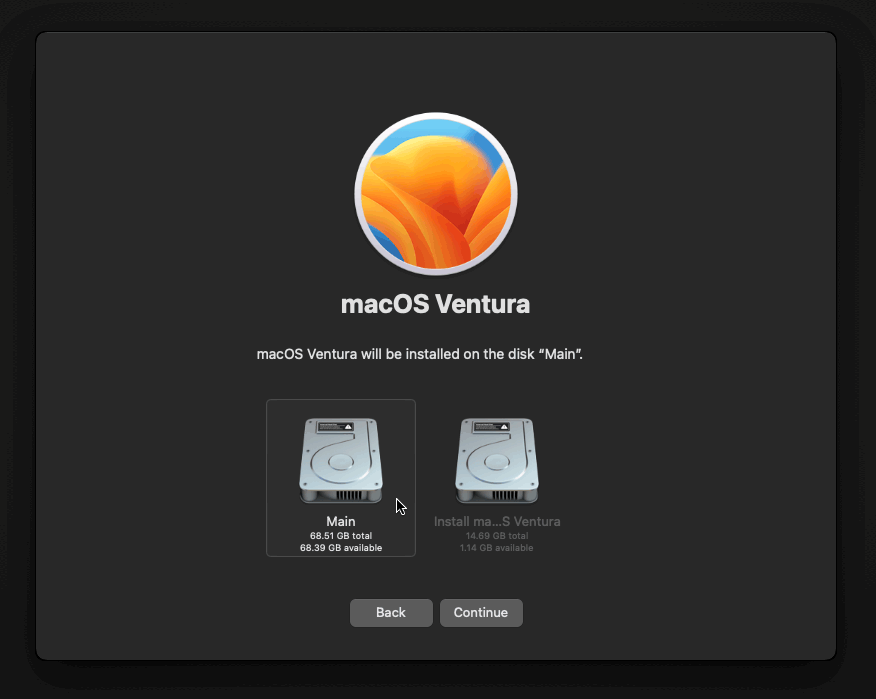 macOS Ventura
macOS Ventura will be installed on the disk “Main”.
Main
68.51 GB total
68.39 GB available
Install ma...S Ventura
14.69 GB total
1.14 GB available
Back
Continue